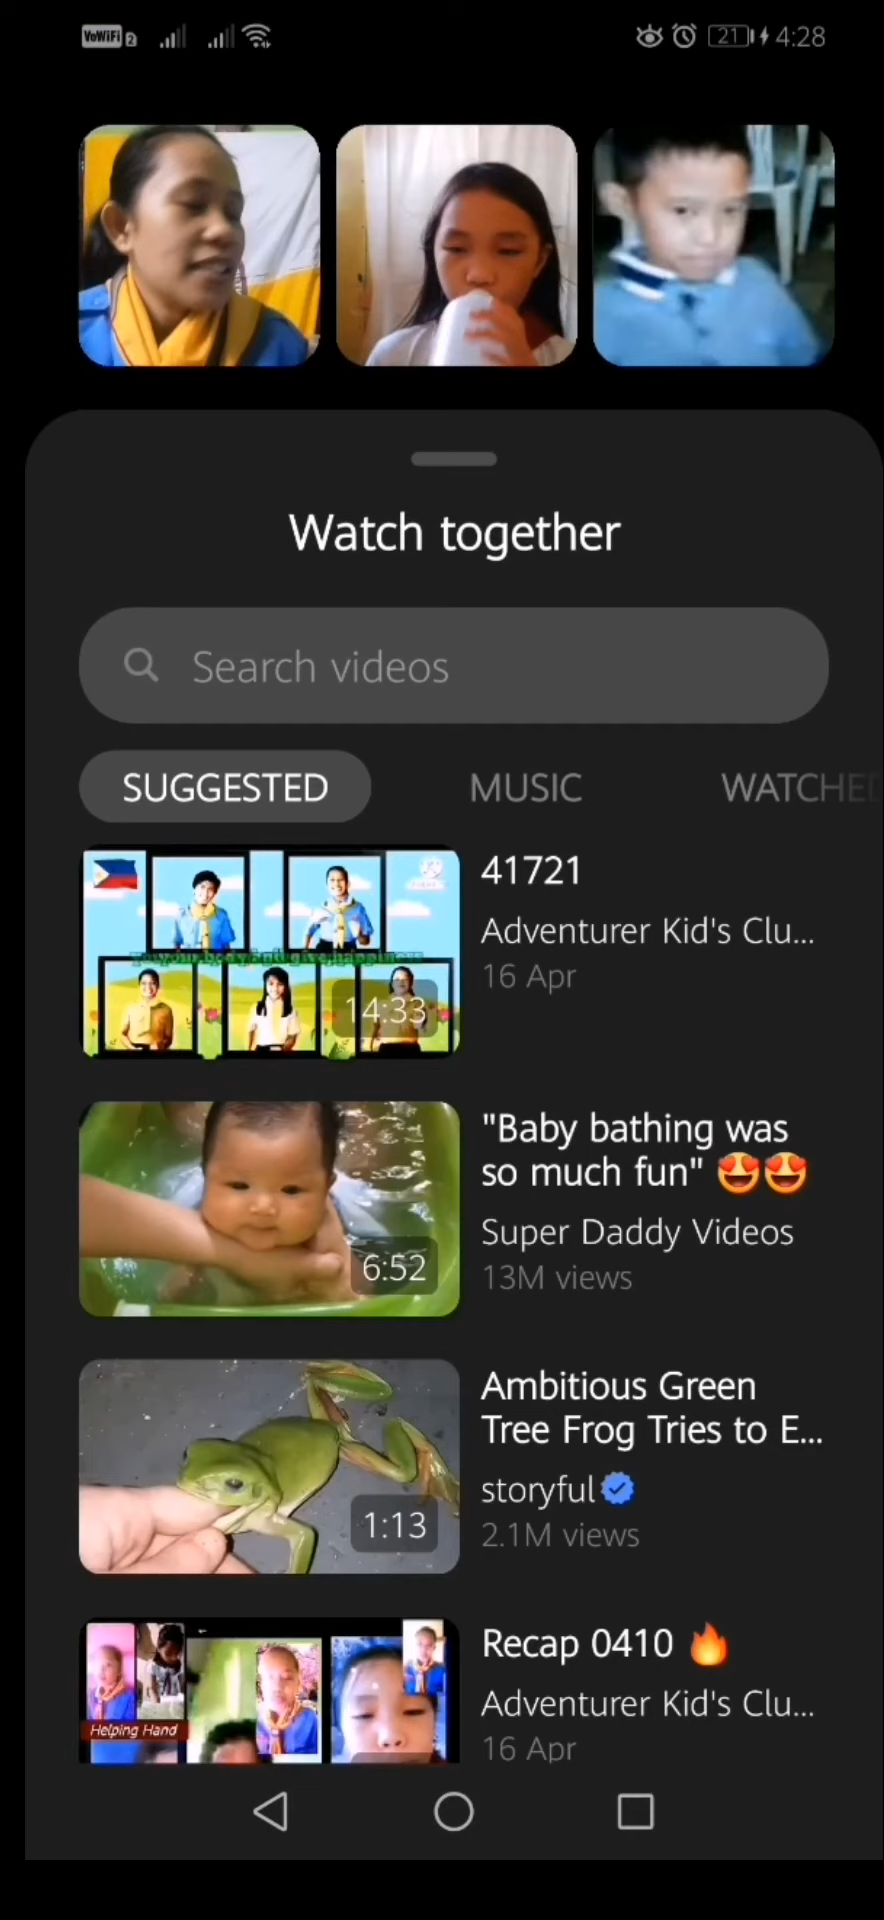 VoWiFi 2
21 4:28
Watch together
Search videos
SUGGESTED MUSIC WATCHED
41721
Adventurer Kid's Clu...
16 Apr
14:33
"Baby bathing was
so much fun" 😍😍
Super Daddy Videos
13M views
6:52
Ambitious Green
Tree Frog Tries to E...
storyful
2.1M views
1:13
Recap 0410 🔥
Adventurer Kid's Clu...
16 Apr
Helping Hand